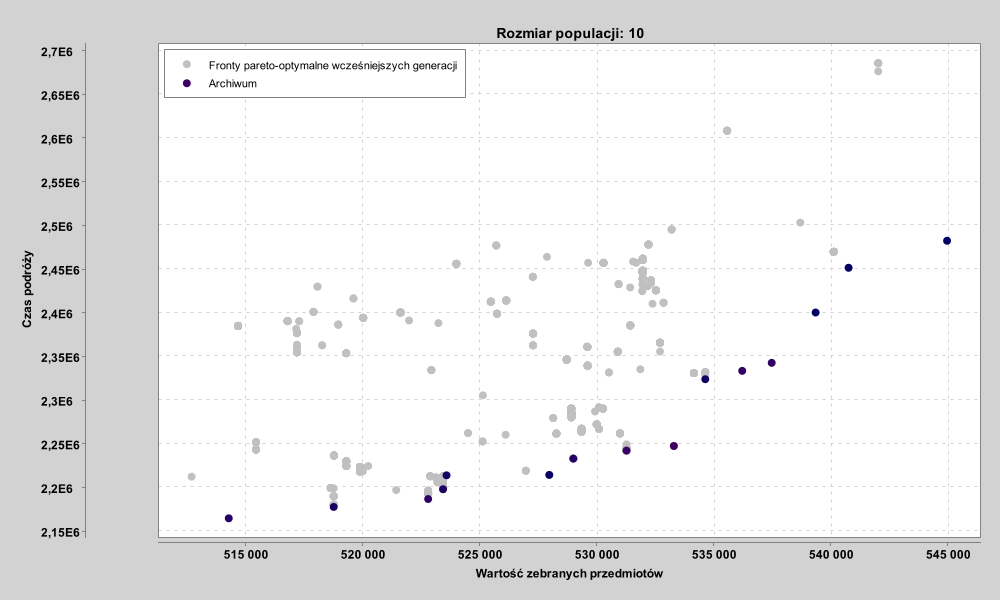 Rozmiar populacji: 10
Fronty pareto-optymalne wcześniejszych generacji
Archiwum
Czas podróży
2,7E6
2,65E6
2,6E6
2,55E6
2,5E6
2,45E6
2,4E6
2,35E6
2,3E6
2,25E6
2,2E6
2,15E6
515 000 520 000 525 000 530 000 535 000 540 000 545 000
Wartość zebranych przedmiotów